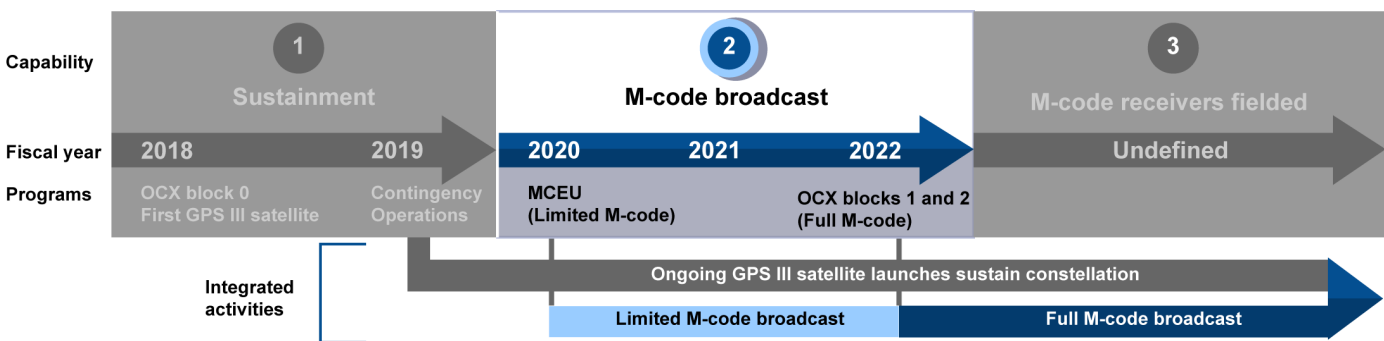 Capability
1
Sustainment
2
M-code broadcast
3
M-code receivers fielded
Fiscal year
2018
2019
2020
2021
2022
Undefined
Programs
OCX block 0
First GPS III satellite
Contingency
Operations
MCEU
(Limited M-code)
OCX blocks 1 and 2
(Full M-code)
Integrated
activities
Ongoing GPS III satellite launches sustain constellation
Limited M-code broadcast
Full M-code broadcast